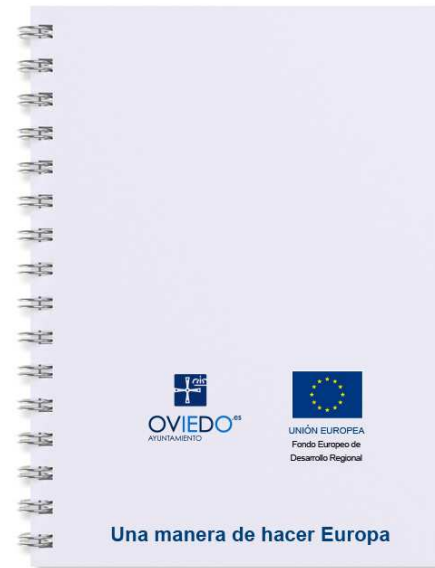 OVIEDO.es
AYUNTAMIENTO
UNIÓN EUROPEA
Fondo Europeo de
Desarrollo Regional
Una manera de hacer Europa